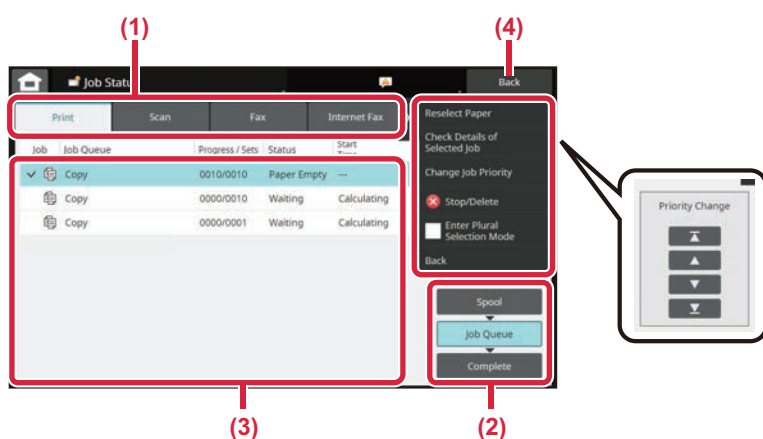 (1)
(4)
Job Status
Back
Print
Scan
Fax
Internet Fax
Job
Job Queue
Progress / Sets
Status
Start
Copy
0010/0010
Paper Empty
---
Copy
0000/0010
Waiting
Calculating
Copy
0000/0001
Waiting
Calculating
Reselect Paper
Check Details of
Selected Job
Change Job Priority
Stop/Delete
Enter Plural
Selection Mode
Back
Priority Change
Spool
Job Queue
Complete
(3)
(2)